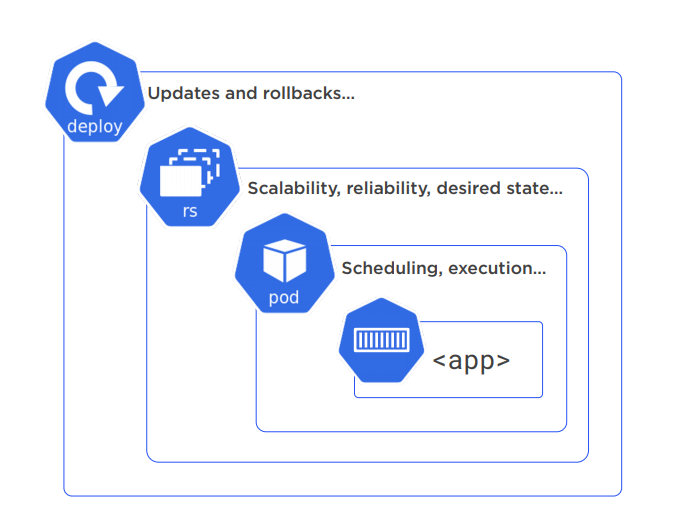 Updates and rollbacks...
deploy
Scalability, reliability, desired state...
rs
Scheduling, execution...
pod
<app>